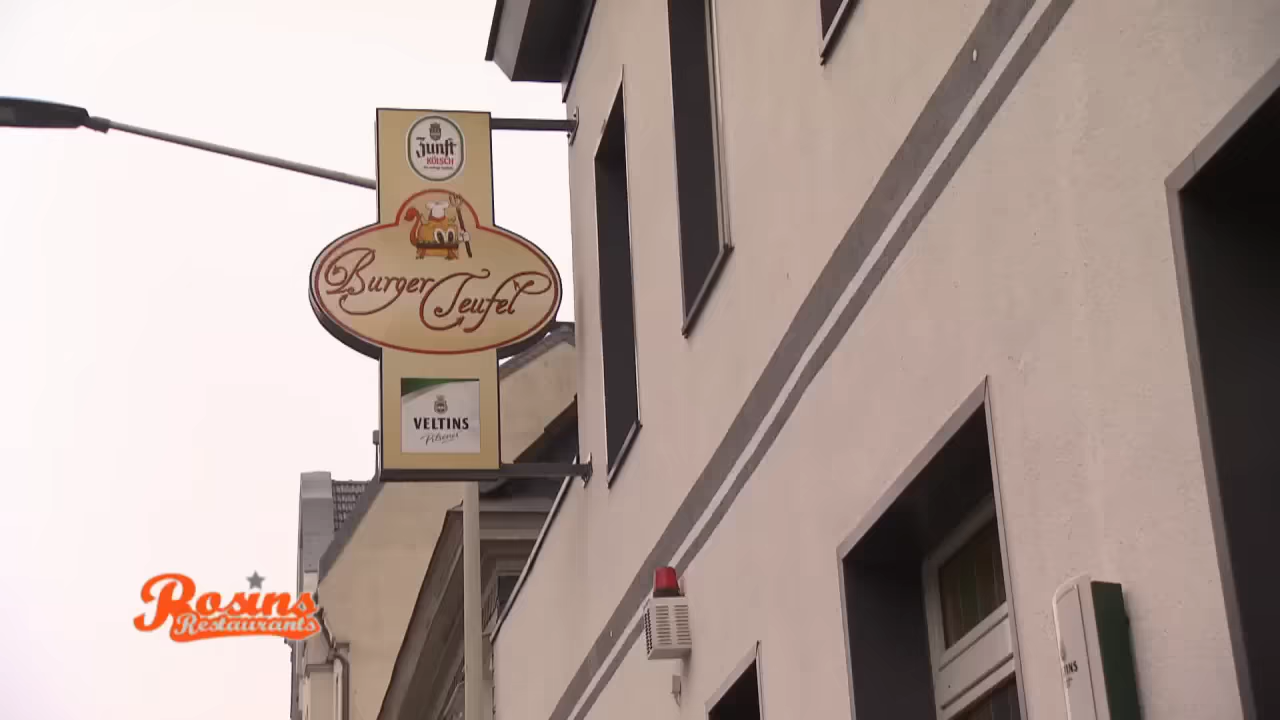 Zunft
KÖLSCH
Burger Teufel
VELTINS
Pilsener
Rosins
Restaurants